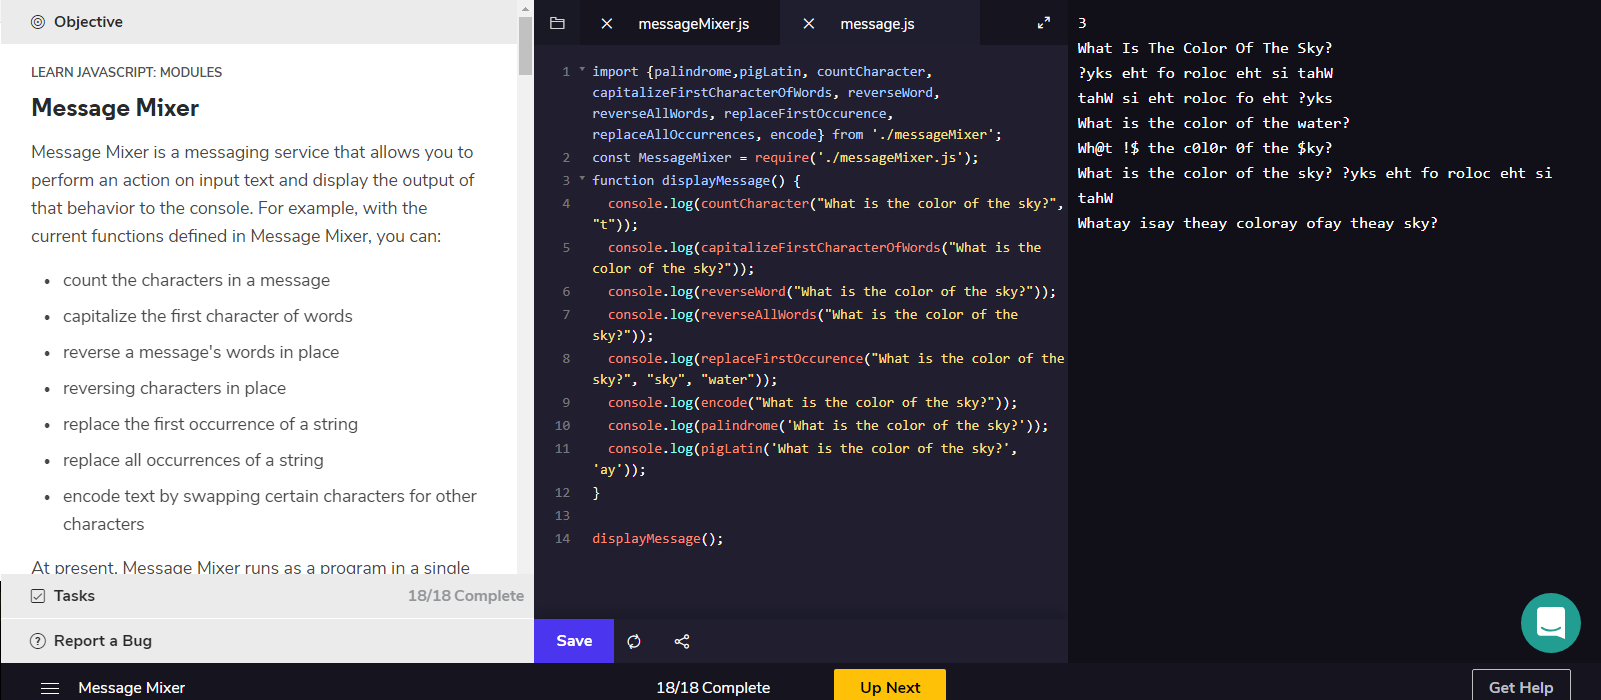 Objective
LEARN JAVASCRIPT: MODULES
Message Mixer
Message Mixer is a messaging service that allows you to
perform an action on input text and display the output of
that behavior to the console. For example, with the
current functions defined in Message Mixer, you can:
• count the characters in a message
• capitalize the first character of words
• reverse a message's words in place
• reversing characters in place
• replace the first occurrence of a string
• replace all occurrences of a string
• encode text by swapping certain characters for other
characters
At present, Message Mixer runs as a program in a single
Tasks 18/18 Complete
? Report a Bug
messageMixer.js message.js
1 import {palindrome,pigLatin, countCharacter,
capitalizeFirstCharacterOfWords, reverseWord,
reverseAllWords, replaceFirstOccurence,
replaceAllOccurrences, encode} from './messageMixer';
2 const MessageMixer = require('./messageMixer.js');
3 function displayMessage() {
4 console.log(countCharacter("What is the color of the sky?",
"t"));
5 console.log(capitalizeFirstCharacterOfWords("What is the
color of the sky?"));
6 console.log(reverseWord("What is the color of the sky?"));
7 console.log(reverseAllWords("What is the color of the
sky?"));
8 console.log(replaceFirstOccurence("What is the color of the
sky?", "sky", "water"));
9 console.log(encode("What is the color of the sky?"));
10 console.log(palindrome('What is the color of the sky?'));
11 console.log(pigLatin('What is the color of the sky?',
'ay'));
12 }
13
14 displayMessage();
Save
3
What Is The Color Of The Sky?
?yks eht fo roloc eht si tahW
tahW si eht roloc fo eht ?yks
What is the color of the water?
Wh@t !$ the c0l0r 0f the $ky?
What is the color of the sky? ?yks eht fo roloc eht si
tahW
Whatay isay theay coloray ofay theay sky?
Message Mixer 18/18 Complete Up Next Get Help